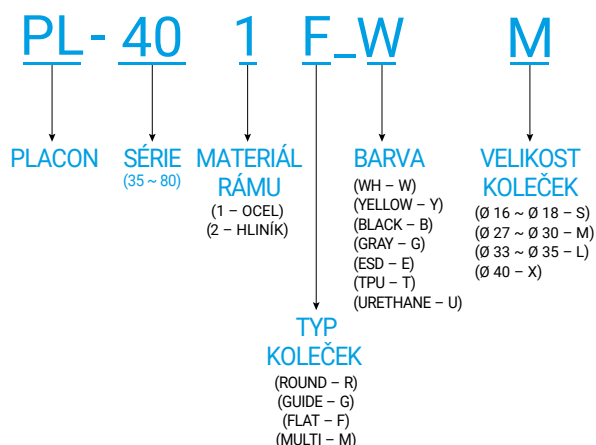 PL - 40 1 F_W M
PLACON
SÉRIE
(35 ~ 80)
MATERIÁL
RÁMU
(1 – OCEL)
(2 – HLINÍK)
BARVA
(WH – W)
(YELLOW – Y)
(BLACK – B)
(GRAY – G)
(ESD – E)
(TPU – T)
(URETHANE – U)
VELIKOST
KOLEČEK
(Ø 16 ~ Ø 18 – S)
(Ø 27 ~ Ø 30 – M)
(Ø 33 ~ Ø 35 – L)
(Ø 40 – X)
TYP
KOLEČEK
(ROUND – R)
(GUIDE – G)
(FLAT – F)
(MULTI – M)